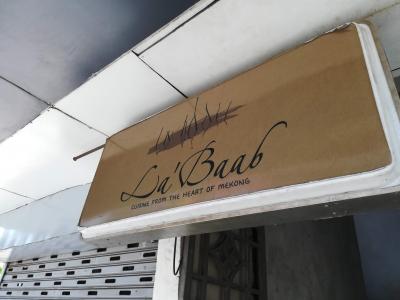 La'Baab
CUISINE FROM THE HEART OF MEKONG